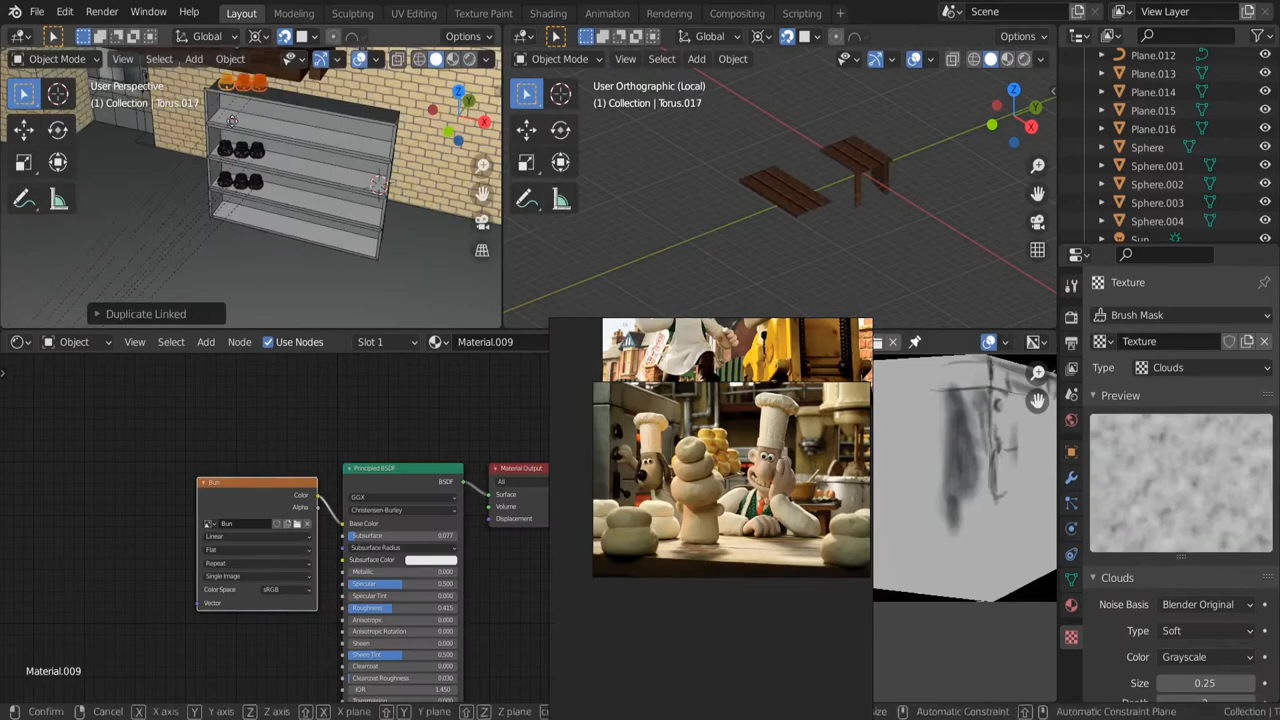 File Edit Render Window Help Layout Modeling Sculpting UV Editing Texture Paint Shading Animation Rendering Compositing Scripting + Scene View Layer
Global Options Global Options
Object Mode View Select Add Object Object Mode View Select Add Object
User Perspective
(1) Collection | Torus.017
User Orthographic (Local)
(1) Collection | Torus.017
Duplicate Linked
Plane.012
Plane.013
Plane.014
Plane.015
Plane.016
Sphere
Sphere.001
Sphere.002
Sphere.003
Sphere.004
Sun
Object View Select Add Node Use Nodes Slot 1 Material.009
Texture
Brush Mask
Texture
Type Clouds
Preview
Clouds
Noise Basis Blender Original
Type Soft
Color Grayscale
Size 0.25
Bun
Color
Alpha
Bun
Linear
Flat
Repeat
Single Image
Color Space sRGB
Vector
Principled BSDF
BSDF
GGX
Christensen-Burley
Base Color
Subsurface 0.077
Subsurface Radius
Subsurface Color
Metallic 0.000
Specular 0.500
Specular Tint 0.000
Roughness 0.415
Anisotropic 0.000
Anisotropic Rotation 0.000
Sheen 0.000
Sheen Tint 0.500
Clearcoat 0.000
Clearcoat Roughness 0.030
IOR 1.450
Material Output
All
Surface
Volume
Displacement
Material.009
Confirm Cancel X X axis Y Y axis Z Z axis X X plane Y Y plane Z Z plane Automatic Constraint Automatic Constraint Plane Collection | T